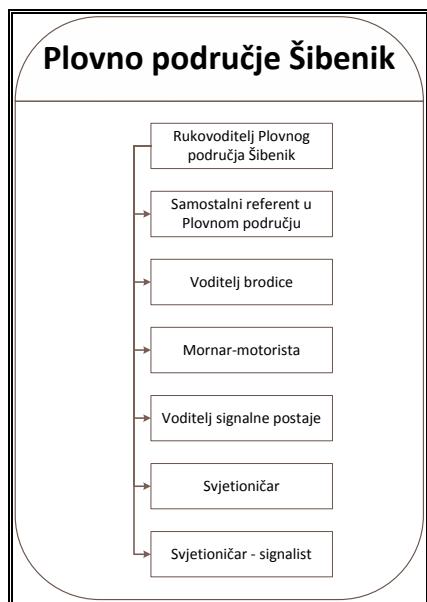 Plovno područje Šibenik
Rukovoditelj Plovnog
područja Šibenik
Samostalni referent u
Plovnom području
Voditelj brodice
Mornar-motorista
Voditelj signalne postaje
Svjetioničar
Svjetioničar - signalist